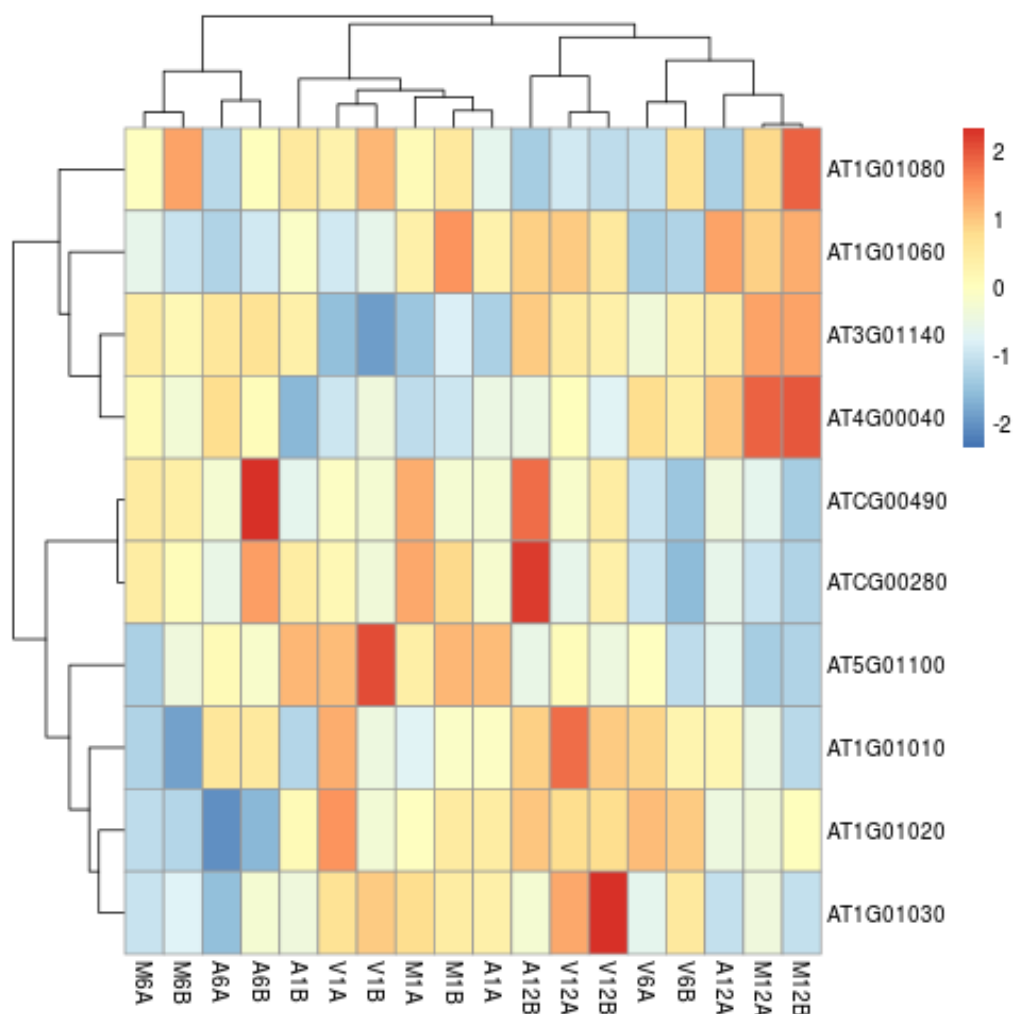 AT1G01080
AT1G01060
AT3G01140
AT4G00040
ATCG00490
ATCG00280
AT5G01100
AT1G01010
AT1G01020
AT1G01030
2
1
0
-1
-2
M6A
M6B
A6A
A6B
A1B
V1A
V1B
M1A
M1B
A1A
A12B
V12A
V12B
V6A
V6B
A12A
M12A
M12B